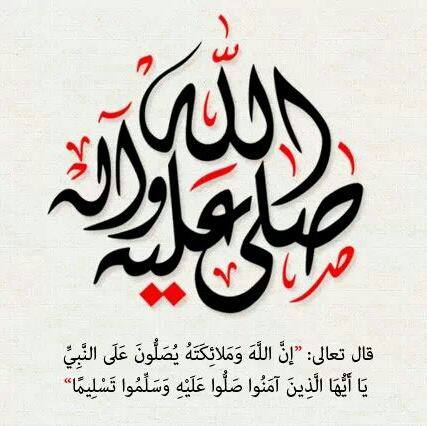 صلى الله عليه وآله
قال تعالى: ”إِنَّ اللَّهَ وَمَلائِكَتَهُ يُصَلُّونَ عَلَى النَّبِيِّ
يَا أَيُّهَا الَّذِينَ آمَنُوا صَلُّوا عَلَيْهِ وَسَلِّمُوا تَسْلِيمًا“